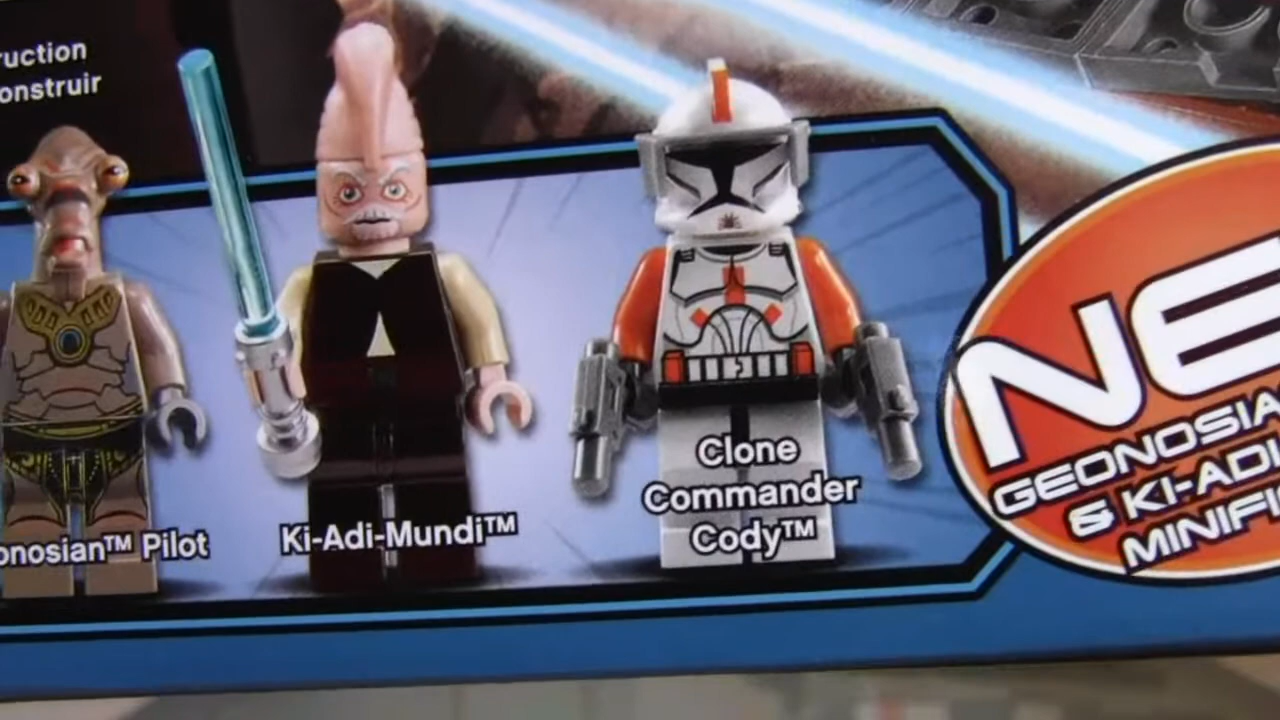 ruction
onstruir
onosian™ Pilot
Ki-Adi-Mundi™
Clone
Commander
Cody™
NE
GEONOSIA
& KI-ADI
MINIFI